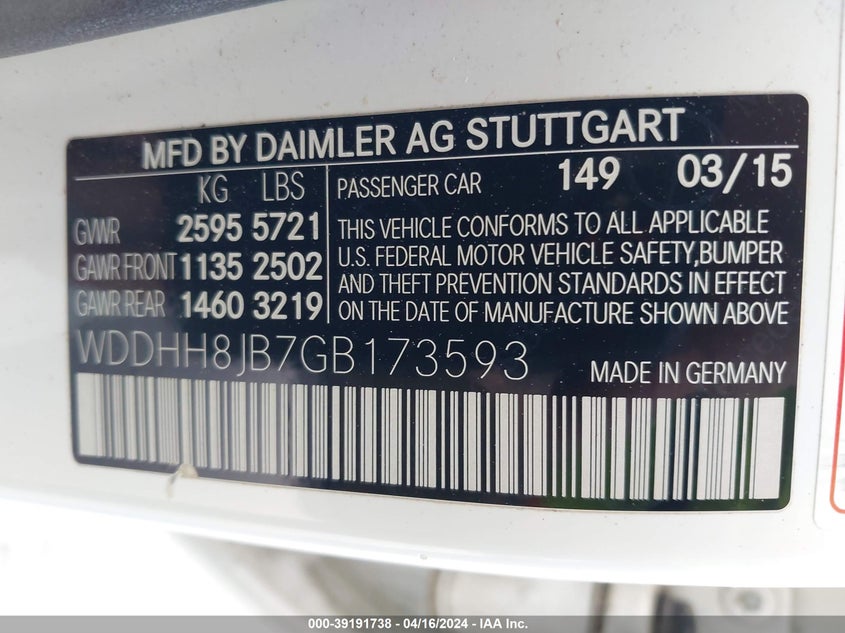 MFD BY DAIMLER AG STUTTGART
KG LBS
GVWR 2595 5721
GAWR FRONT 1135 2502
GAWR REAR 1460 3219
PASSENGER CAR 149 03/15
THIS VEHICLE CONFORMS TO ALL APPLICABLE
U.S. FEDERAL MOTOR VEHICLE SAFETY,BUMPER
AND THEFT PREVENTION STANDARDS IN EFFECT
ON THE DATE OF MANUFACTURE SHOWN ABOVE
WDDHH8JB7GB173593
MADE IN GERMANY
000-39191738 - 04/16/2024 - IAA Inc.